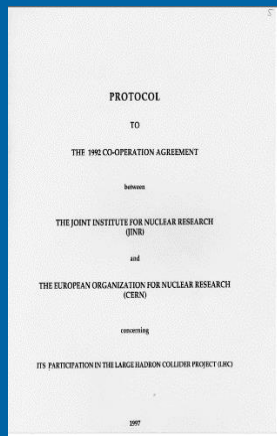 5
PROTOCOL
TO
THE 1992 CO-OPERATION AGREEMENT
between
THE JOINT INSTITUTE FOR NUCLEAR RESEARCH
(JINR)
and
THE EUROPEAN ORGANIZATION FOR NUCLEAR RESEARCH
(CERN)
concerning
ITS PARTICIPATION IN THE LARGE HADRON COLLIDER PROJECT (LHC)
1997